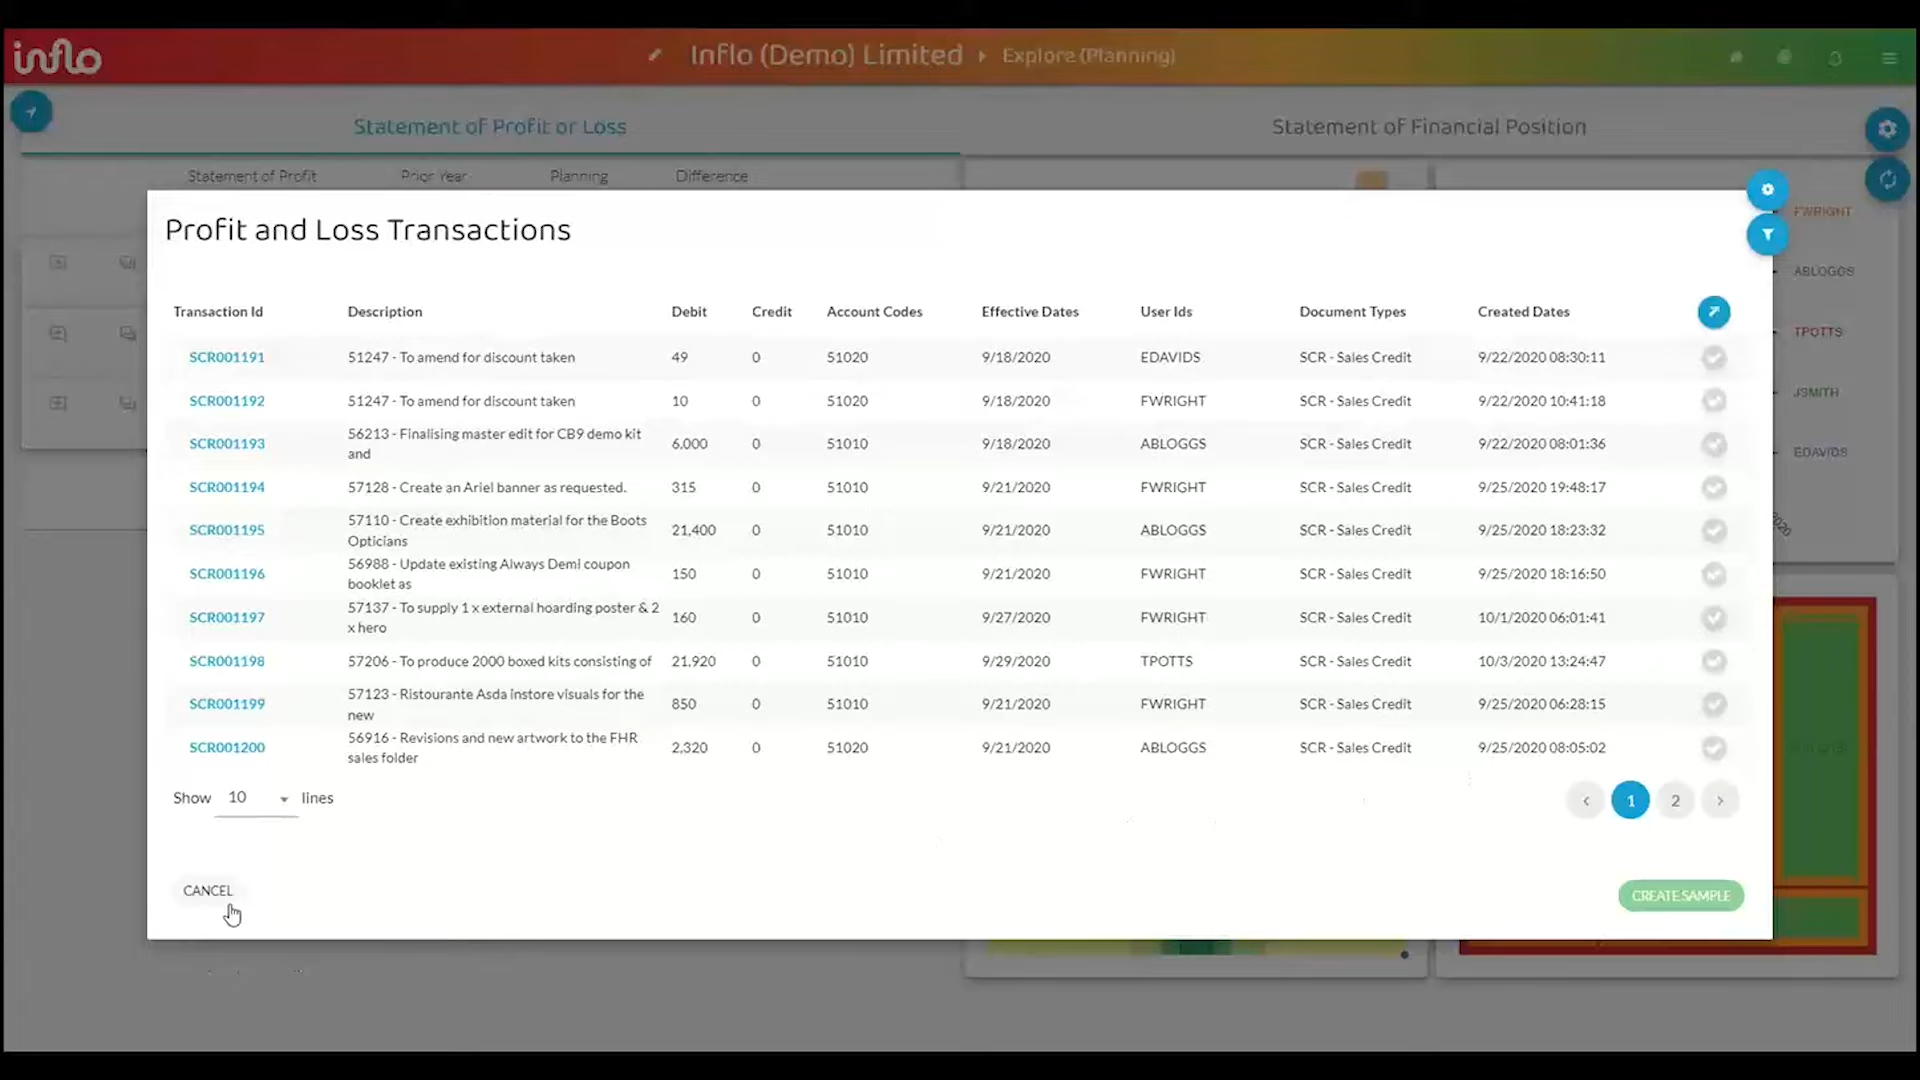 inflo
Inflo (Demo) Limited
Explore (Planning)
Statement of Profit or Loss
Statement of Financial Position
Statement of Profit Prior Year Planning Difference
FWRIGHT
ABLOGGS
TPOTTS
JSMITH
EDAVIDS
2020
Profit and Loss Transactions
Transaction Id Description Debit Credit Account Codes Effective Dates User Ids Document Types Created Dates
SCR001191 51247 - To amend for discount taken 49 0 51020 9/18/2020 EDAVIDS SCR - Sales Credit 9/22/2020 08:30:11
SCR001192 51247 - To amend for discount taken 10 0 51020 9/18/2020 FWRIGHT SCR - Sales Credit 9/22/2020 10:41:18
SCR001193 56213 - Finalising master edit for CB9 demo kit
and 6,000 0 51010 9/18/2020 ABLOGGS SCR - Sales Credit 9/22/2020 08:01:36
SCR001194 57128 - Create an Ariel banner as requested. 315 0 51010 9/21/2020 FWRIGHT SCR - Sales Credit 9/25/2020 19:48:17
SCR001195 57110 - Create exhibition material for the Boots
Opticians 21,400 0 51010 9/21/2020 ABLOGGS SCR - Sales Credit 9/25/2020 18:23:32
SCR001196 56988 - Update existing Always Demi coupon
booklet as 150 0 51010 9/21/2020 FWRIGHT SCR - Sales Credit 9/25/2020 18:16:50
SCR001197 57137 - To supply 1 x external hoarding poster & 2
x hero 160 0 51010 9/27/2020 FWRIGHT SCR - Sales Credit 10/1/2020 06:01:41
SCR001198 57206 - To produce 2000 boxed kits consisting of 21,920 0 51010 9/29/2020 TPOTTS SCR - Sales Credit 10/3/2020 13:24:47
SCR001199 57123 - Ristourante Asda instore visuals for the
new 850 0 51010 9/21/2020 FWRIGHT SCR - Sales Credit 9/25/2020 06:28:15
SCR001200 56916 - Revisions and new artwork to the FHR
sales folder 2,320 0 51020 9/21/2020 ABLOGGS SCR - Sales Credit 9/25/2020 08:05:02
Show 10 lines
1 2
CANCEL
CREATE SAMPLE